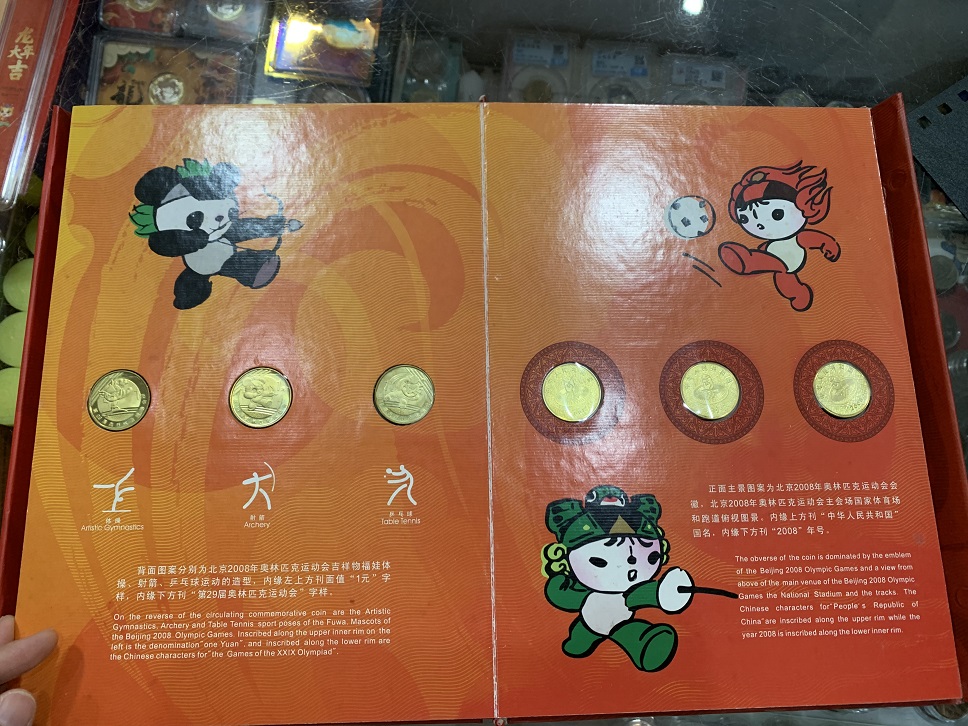 虎年
大吉
体操
Artistic Gymnastics
射箭
Archery
乒乓球
Table Tennis
背面图案分别为北京2008年奥林匹克运动会吉祥物福娃体
操、射箭、乒乓球运动的造型，内缘左上方刊面值“1元”字
样，内缘下方刊“第29届奥林匹克运动会”字样。
On the reverse of the circulating commemorative coin are the Artistic
Gymnastics, Archery and Table Tennis sport poses of the Fuwa, Mascots of
the Beijing 2008 Olympic Games. Inscribed along the upper inner rim on the
left is the denomination“one Yuan”, and inscribed along the lower rim are
the Chinese characters for“the Games of the XXIX Olympiad”.
正面主景图案为北京2008年奥林匹克运动会会
徽、北京2008年奥林匹克运动会主会场国家体育场
和跑道俯视图景。内缘上方刊“中华人民共和国”
国名，内缘下方刊“2008”年号。
The obverse of the coin is dominated by the emblem
of the Beijing 2008 Olympic Games and a view from
above of the main venue of the Beijing 2008 Olympic
Games the National Stadium and the tracks. The
Chinese characters for“People's Republic of
China”are inscribed along the upper rim while the
year 2008 is inscribed along the lower inner rim.